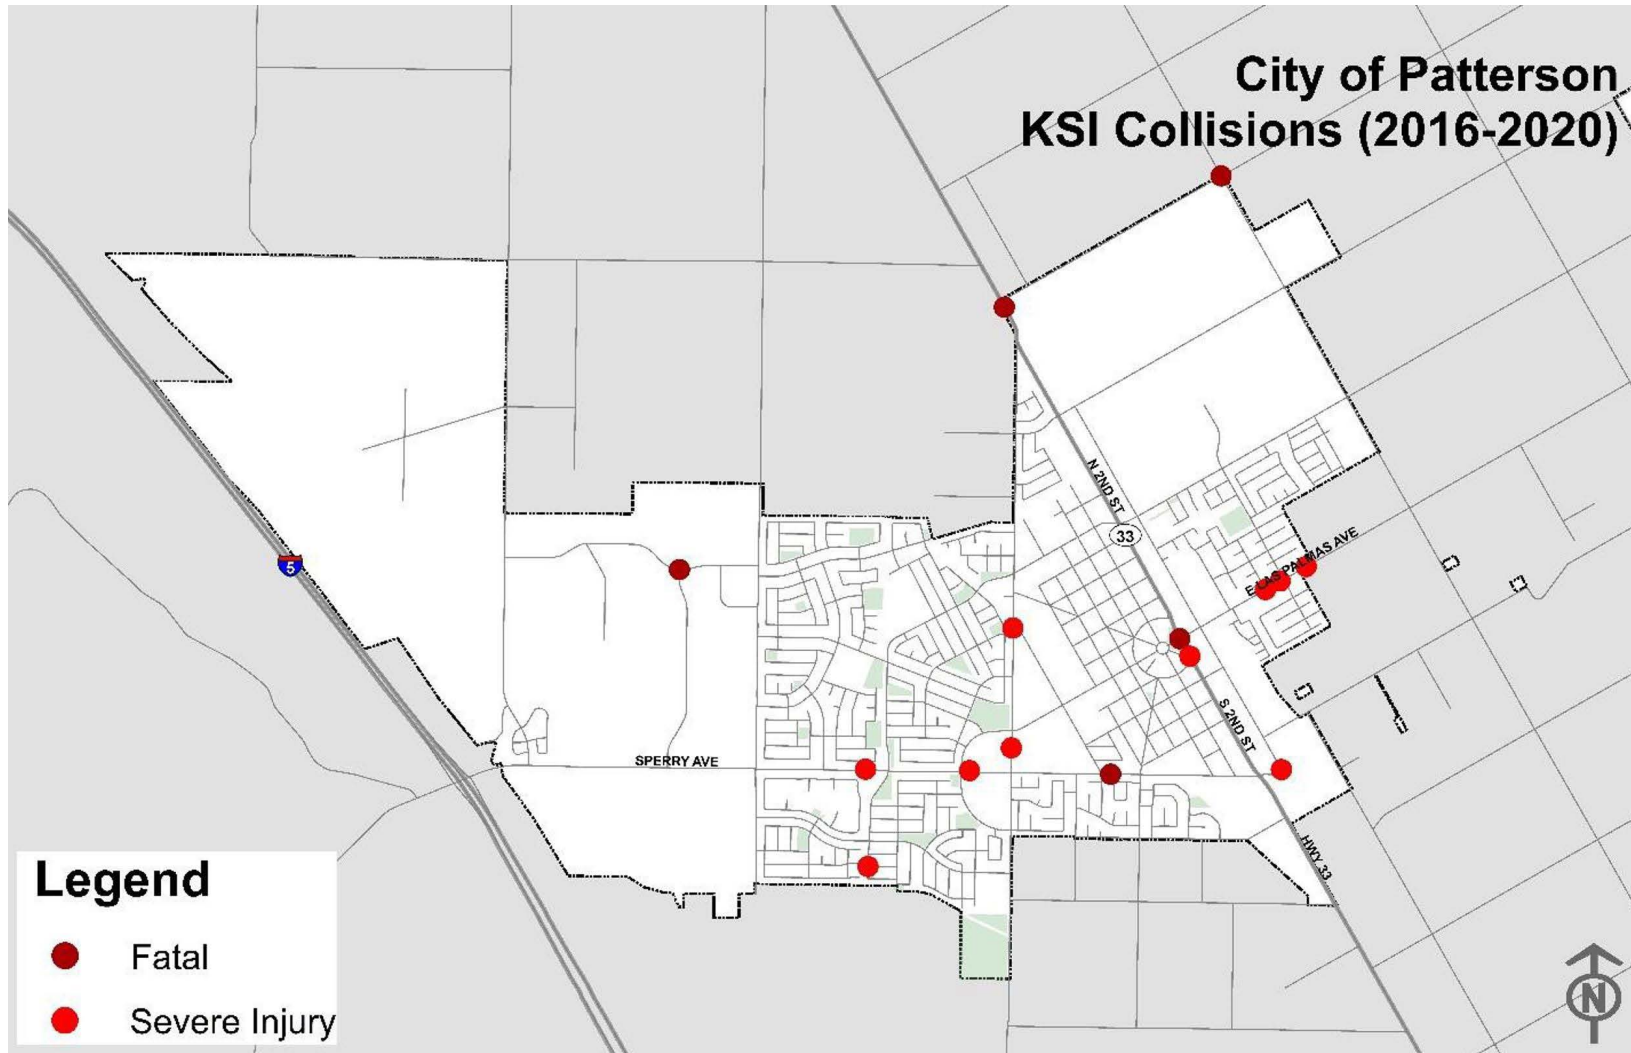 City of Patterson
KSI Collisions (2016-2020)
N 2ND ST
33
E LAS PALMAS AVE
5
S 2ND ST
SPERRY AVE
HWY 33
Legend
Fatal
Severe Injury
N